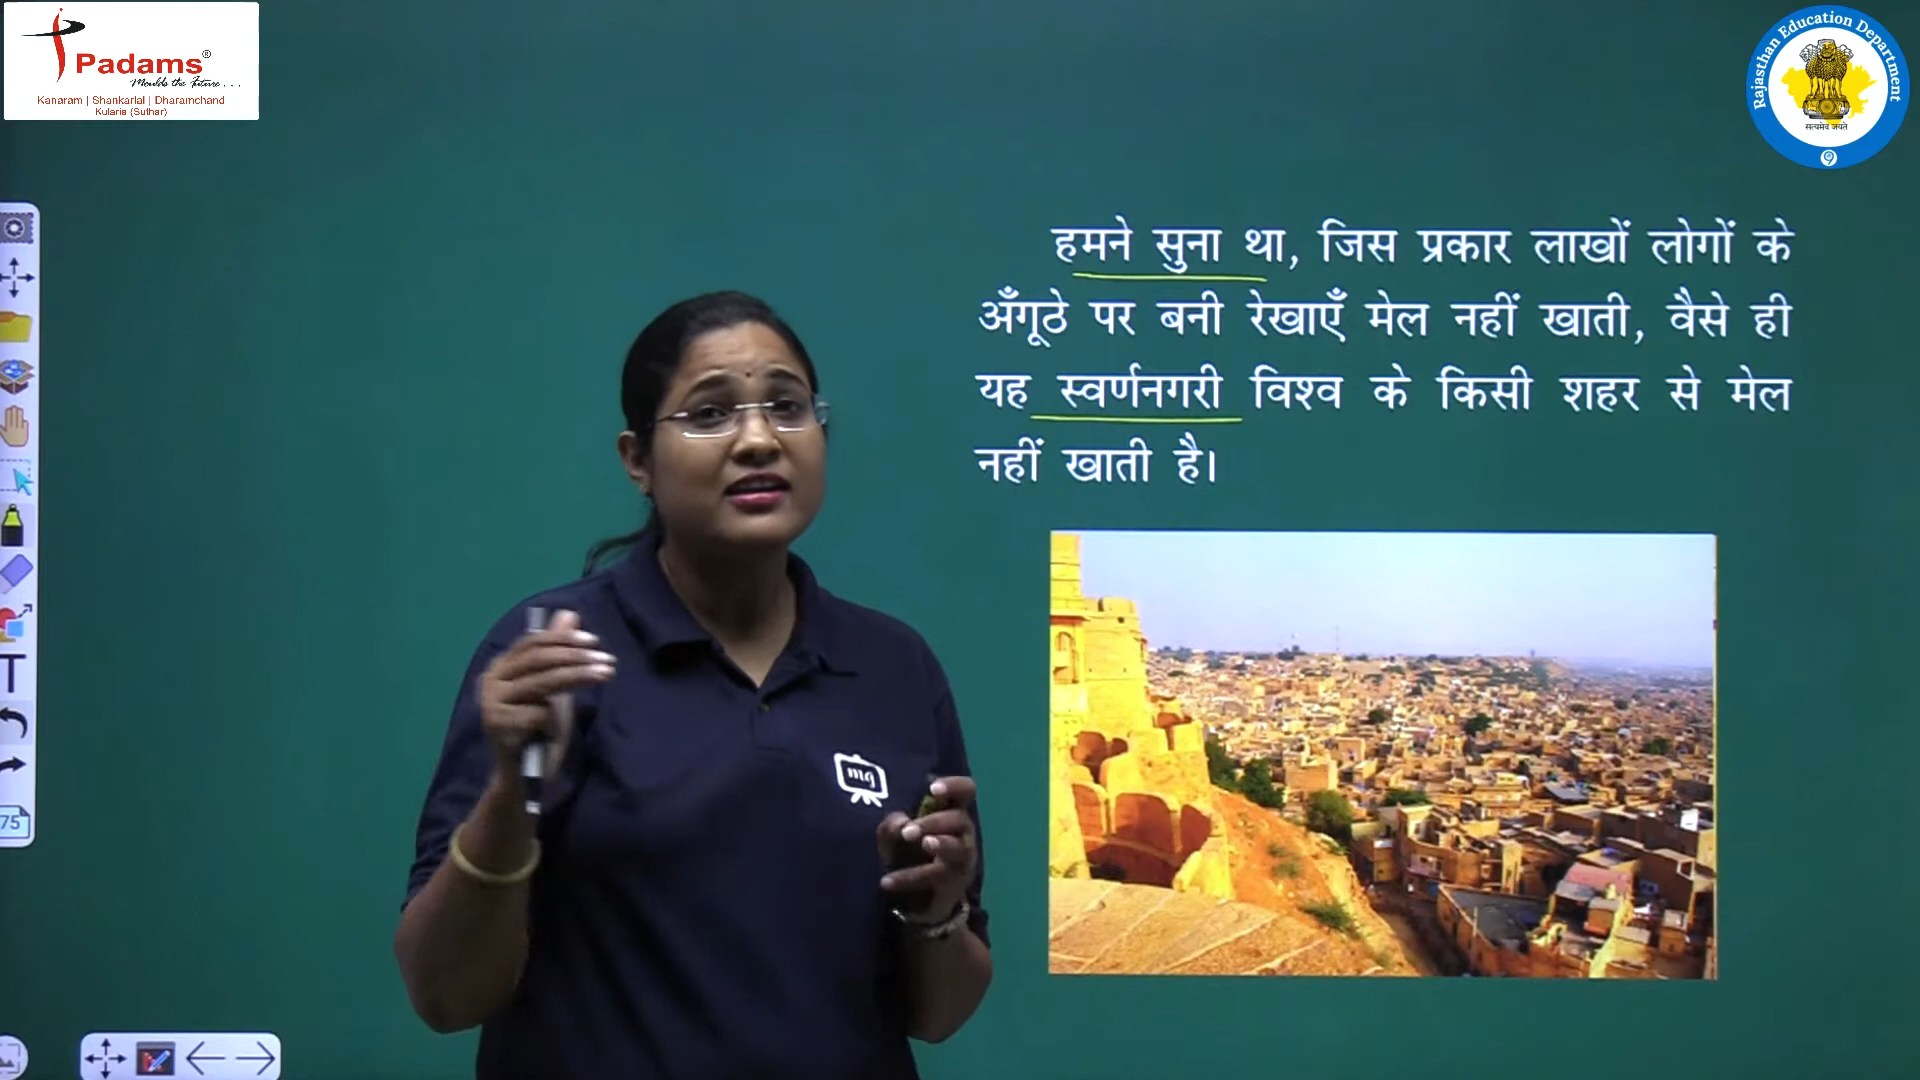 Padams®
Moulds the Future . . .
Kanaram | Shankarlal | Dharamchand
Kularia (Suthar)
Rajasthan Education Department
सत्यमेव जयते
हमने सुना था, जिस प्रकार लाखों लोगों के
अँगूठे पर बनी रेखाएँ मेल नहीं खाती, वैसे ही
यह स्वर्णनगरी विश्व के किसी शहर से मेल
नहीं खाती है।
mg
T
75